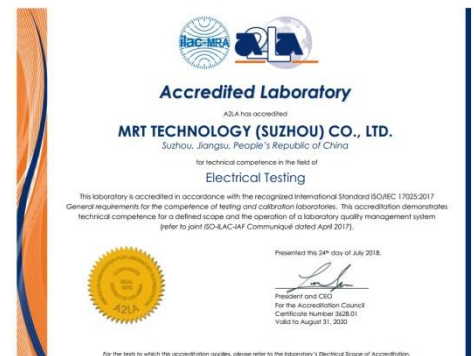 ilac-MRA
A2LA
Accredited Laboratory
A2LA has accredited
MRT TECHNOLOGY (SUZHOU) CO., LTD.
Suzhou, Jiangsu, People's Republic of China
for technical competence in the field of
Electrical Testing
This laboratory is accredited in accordance with the recognized International Standard ISO/IEC 17025:2017
General requirements for the competence of testing and calibration laboratories. This accreditation demonstrates
technical competence for a defined scope and the operation of a laboratory quality management system
(refer to joint ISO-ILAC-IAF Communiqué dated April 2017).
Presented this 24th day of July 2018.
President and CEO
For the Accreditation Council
Certificate Number 3628.01
Valid to August 31, 2020
CORPORATE
SEAL
1978
A2LA
For the tests to which this accreditation applies, please refer to the laboratory's Electrical Scope of Accreditation.